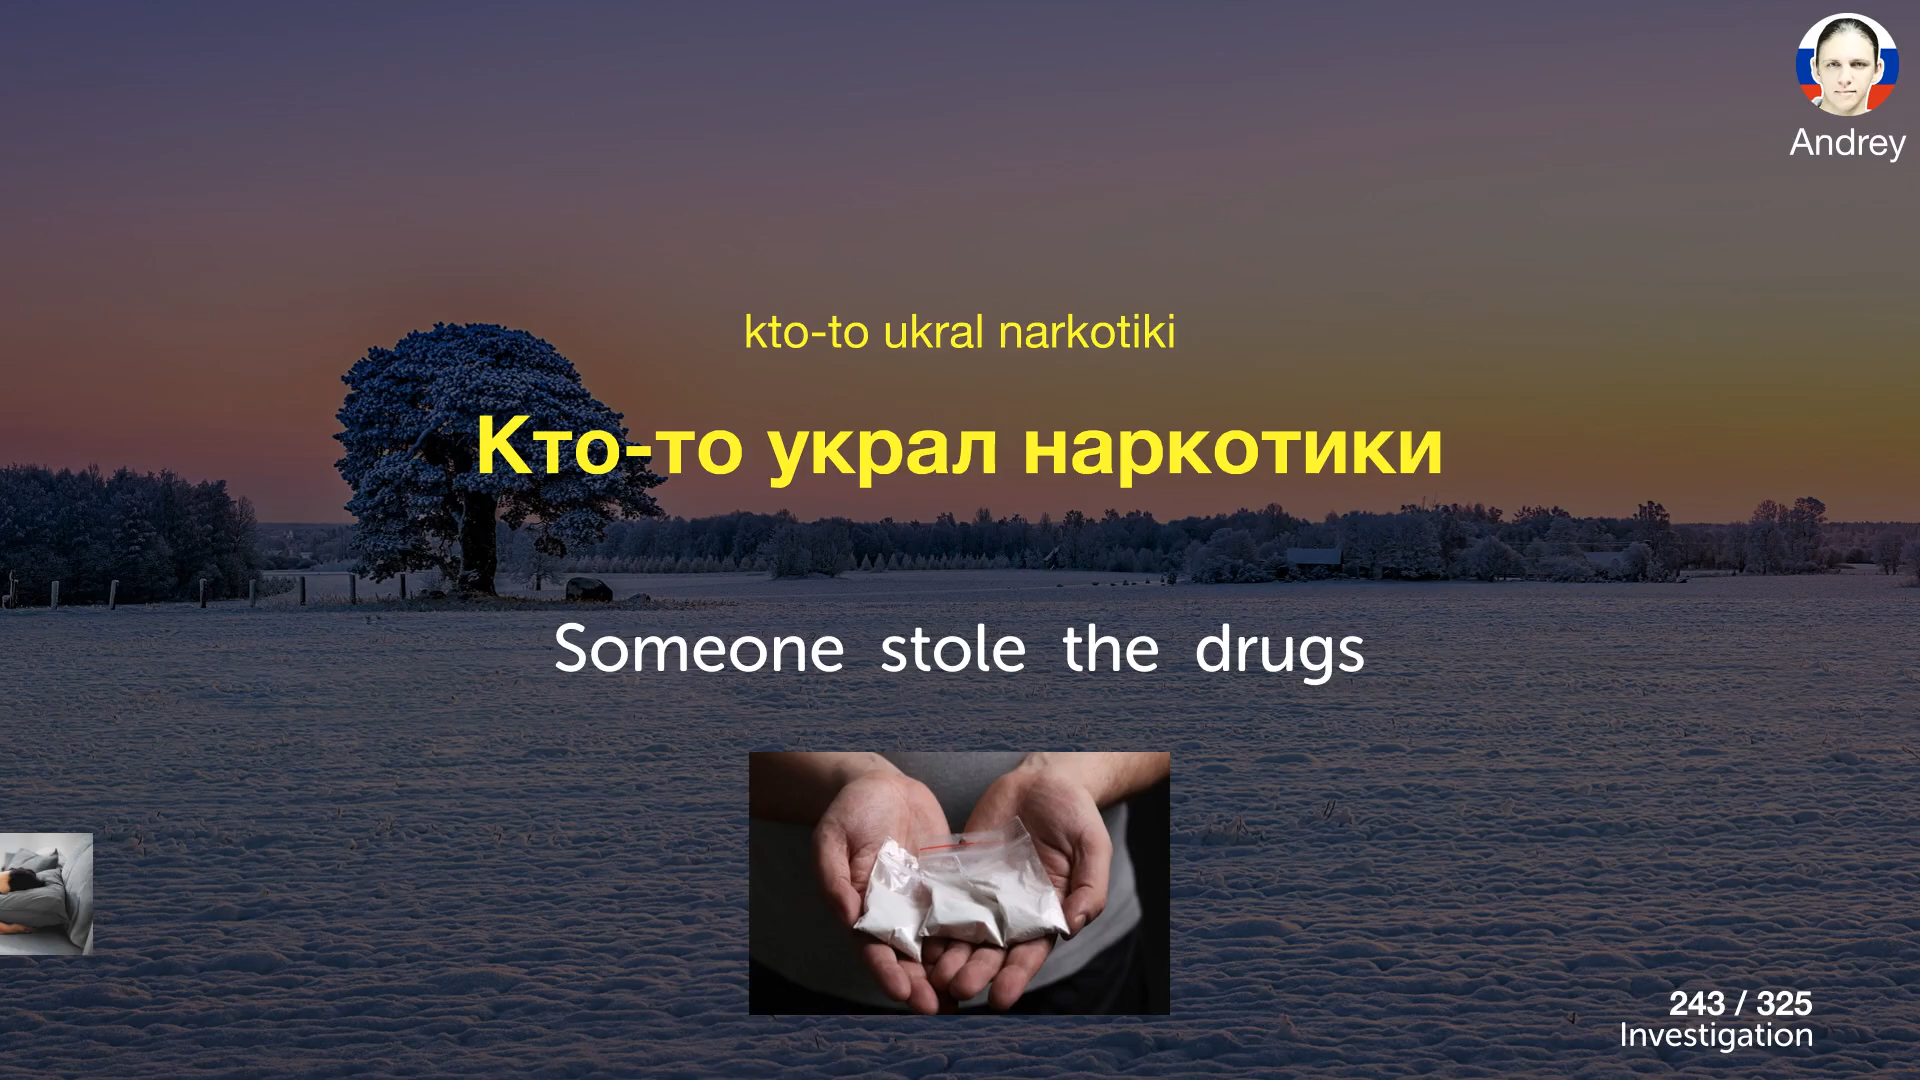 Andrey
kto-to ukral narkotiki
Кто-то украл наркотики
Someone stole the drugs
243 / 325
Investigation